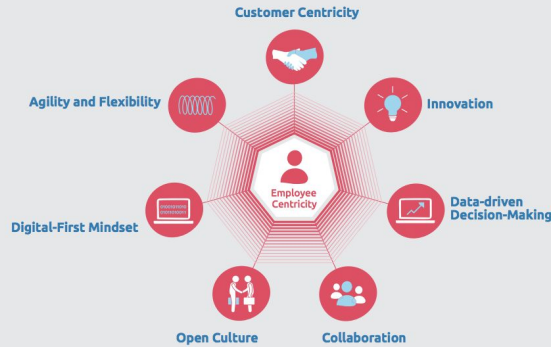 Customer Centricity
Agility and Flexibility
Innovation
Employee
Centricity
Data-driven
Decision-Making
Digital-First Mindset
Open Culture
Collaboration